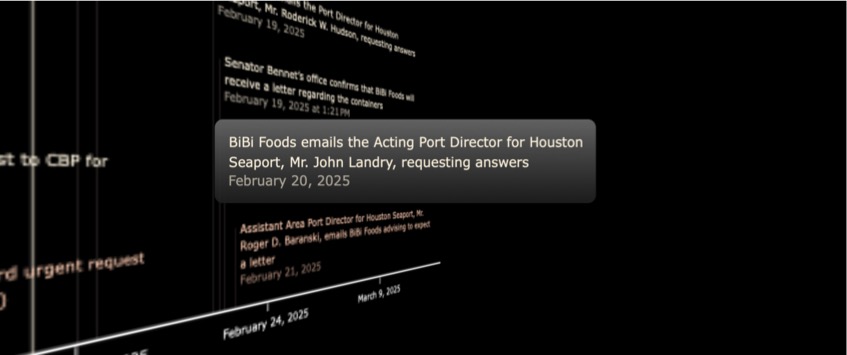 the Port Director for Houston
Mr. Roderick W. Hudson, requesting answers
February 19, 2025
Senator Bennet's office confirms that BiBi Foods will
receive a letter regarding the containers
February 19, 2025 at 1:21PM
BiBi Foods emails the Acting Port Director for Houston
Seaport, Mr. John Landry, requesting answers
February 20, 2025
to CBP for
Assistant Area Port Director for Houston Seaport, Mr.
Roger D. Baranski, emails BiBi Foods advising to expect
a letter
February 21, 2025
urgent request
)
March 9, 2025
February 24, 2025